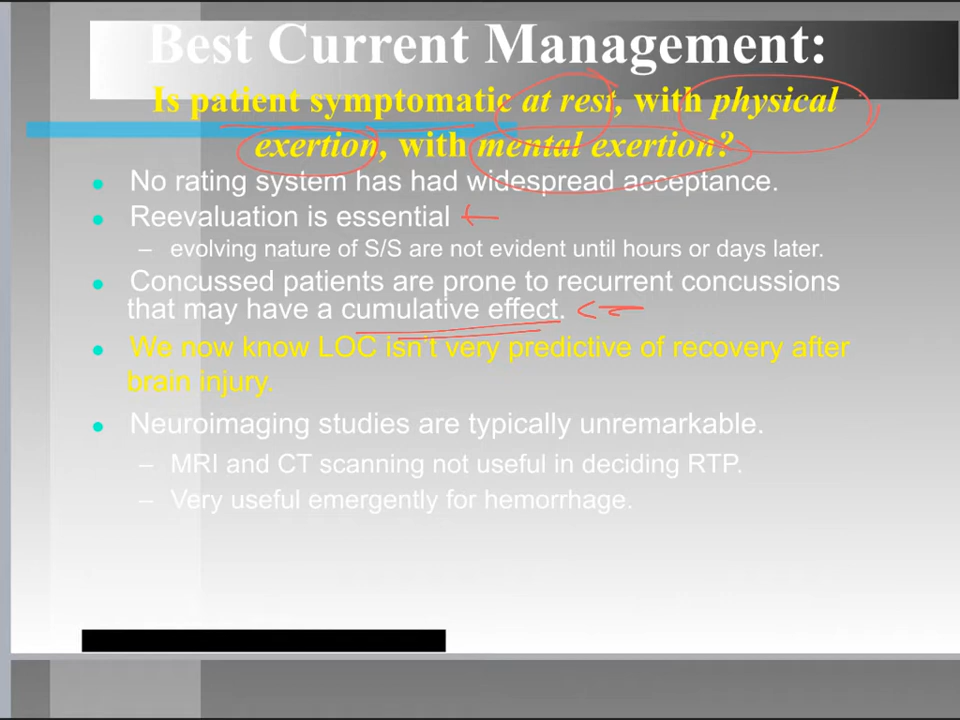 Best Current Management:
Is patient symptomatic at rest, with physical
exertion, with mental exertion?
● No rating system has had widespread acceptance.
● Reevaluation is essential
– evolving nature of S/S are not evident until hours or days later.
● Concussed patients are prone to recurrent concussions
that may have a cumulative effect.
● We now know LOC isn't very predictive of recovery after
brain injury.
● Neuroimaging studies are typically unremarkable.
– MRI and CT scanning not useful in deciding RTP.
– Very useful emergently for hemorrhage.